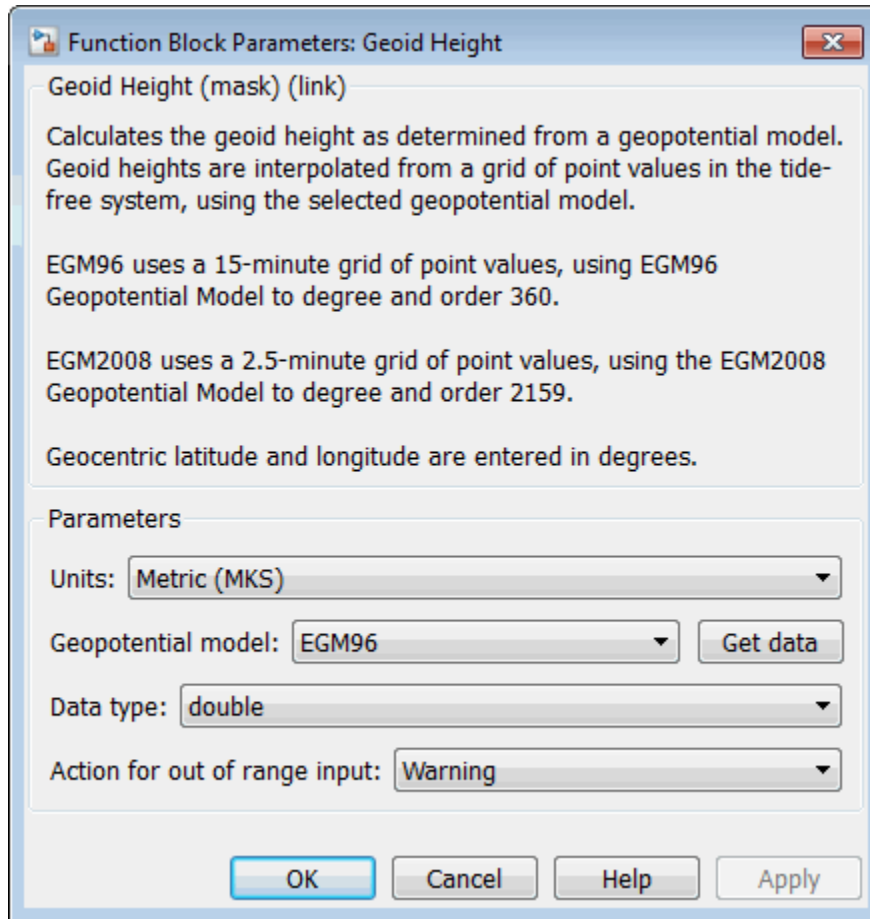 Function Block Parameters: Geoid Height
Geoid Height (mask) (link)
Calculates the geoid height as determined from a geopotential model.
Geoid heights are interpolated from a grid of point values in the tide-
free system, using the selected geopotential model.
EGM96 uses a 15-minute grid of point values, using EGM96
Geopotential Model to degree and order 360.
EGM2008 uses a 2.5-minute grid of point values, using the EGM2008
Geopotential Model to degree and order 2159.
Geocentric latitude and longitude are entered in degrees.
Parameters
Units: Metric (MKS)
Geopotential model: EGM96 Get data
Data type: double
Action for out of range input: Warning
OK Cancel Help Apply